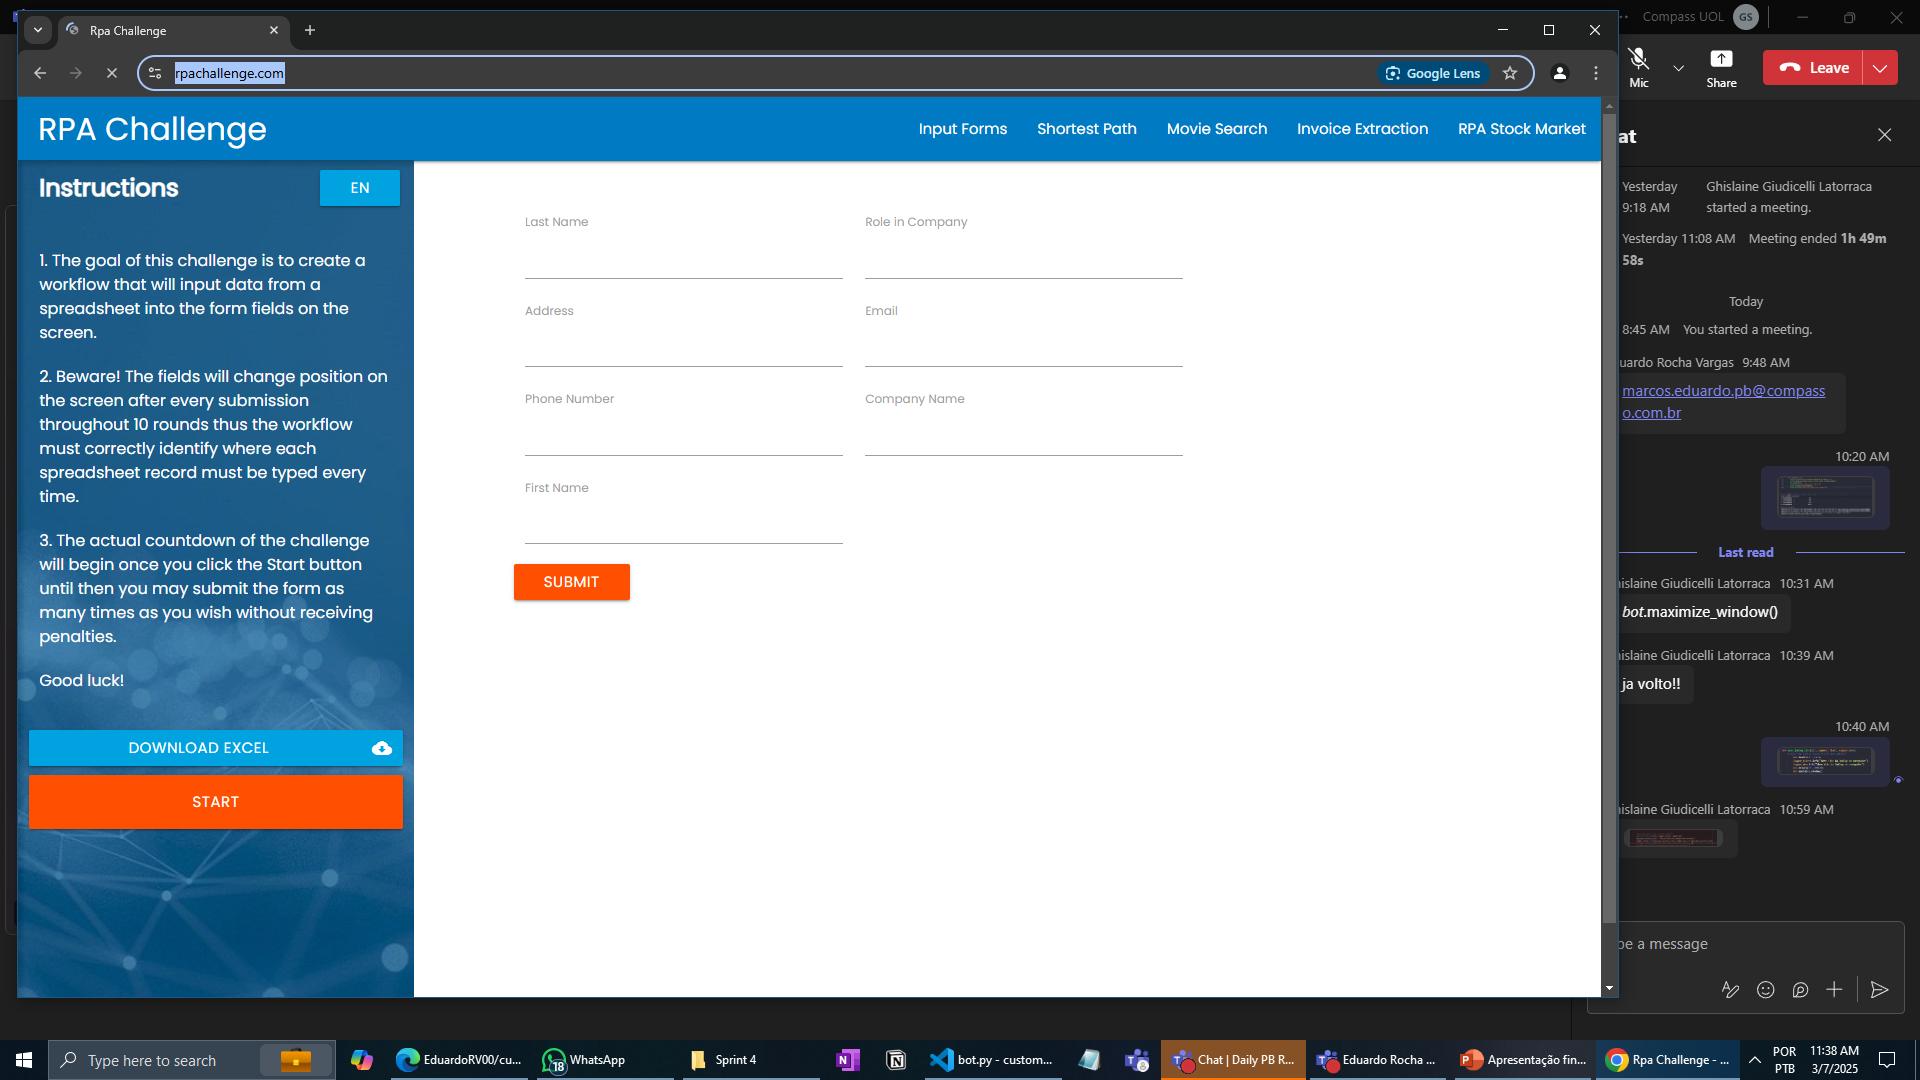 Compass UOL
GS
Rpa Challenge
rpachallenge.com
Google Lens
Mic
Share
Leave
RPA Challenge
Input Forms
Shortest Path
Movie Search
Invoice Extraction
RPA Stock Market
Instructions
EN
1. The goal of this challenge is to create a
workflow that will input data from a
spreadsheet into the form fields on the
screen.
2. Beware! The fields will change position on
the screen after every submission
throughout 10 rounds thus the workflow
must correctly identify where each
spreadsheet record must be typed every
time.
3. The actual countdown of the challenge
will begin once you click the Start button
until then you may submit the form as
many times as you wish without receiving
penalties.
Good luck!
DOWNLOAD EXCEL
START
Last Name
Role in Company
Address
Email
Phone Number
Company Name
First Name
SUBMIT
at
Yesterday
9:18 AM
Ghislaine Giudicelli Latorraca
started a meeting.
Yesterday 11:08 AM Meeting ended 1h 49m
58s
Today
8:45 AM You started a meeting.
uardo Rocha Vargas 9:48 AM
marcos.eduardo.pb@compass
o.com.br
10:20 AM
Last read
islaine Giudicelli Latorraca 10:31 AM
bot.maximize_window()
islaine Giudicelli Latorraca 10:39 AM
ja volto!!
10:40 AM
islaine Giudicelli Latorraca 10:59 AM
pe a message
Type here to search
EduardoRV00/cu...
18
WhatsApp
Sprint 4
bot.py - custom...
Chat | Daily PB R...
Eduardo Rocha ...
Apresentação fin...
Rpa Challenge - ...
POR
PTB
11:38 AM
3/7/2025